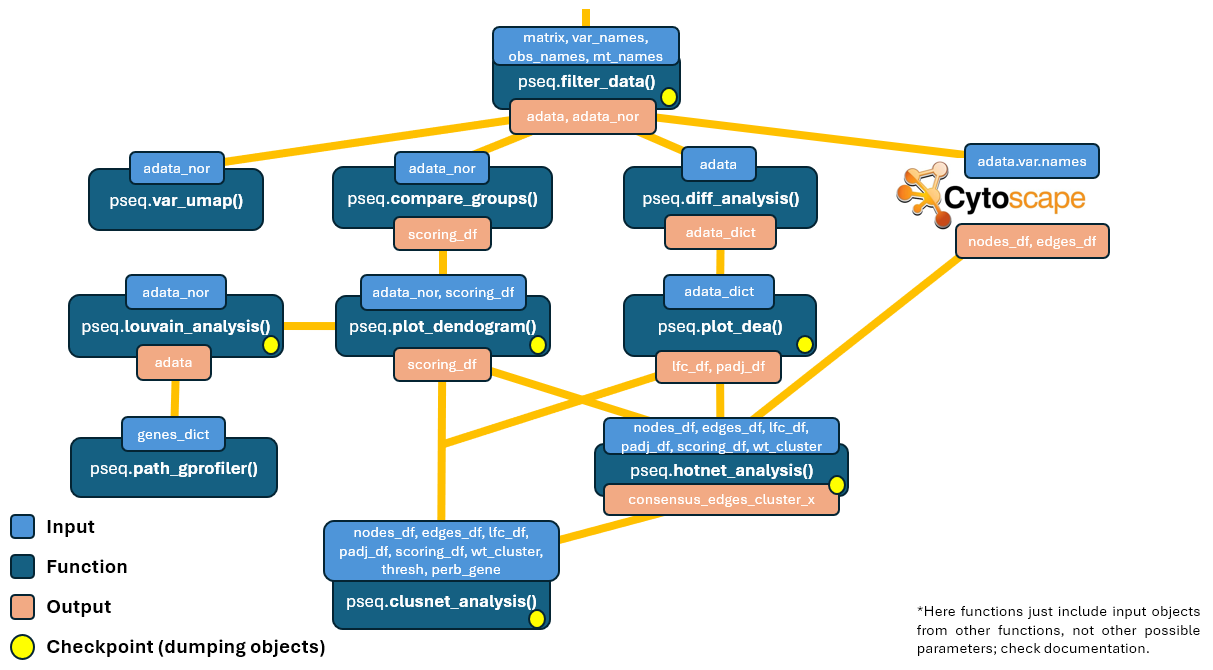 matrix, var_names,
obs_names, mt_names
pseq.filter_data()
adata, adata_nor
adata_nor
pseq.var_umap()
adata_nor
pseq.compare_groups()
scoring_df
adata
pseq.diff_analysis()
adata_dict
adata.var.names
Cytoscape
nodes_df, edges_df
adata_nor
pseq.louvain_analysis()
adata
adata_nor, scoring_df
pseq.plot_dendogram()
scoring_df
adata_dict
pseq.plot_dea()
lfc_df, padj_df
genes_dict
pseq.path_gprofiler()
nodes_df, edges_df, lfc_df,
padj_df, scoring_df, wt_cluster
pseq.hotnet_analysis()
consensus_edges_cluster_x
nodes_df, edges_df, lfc_df,
padj_df, scoring_df, wt_cluster,
thresh, perb_gene
pseq.clusnet_analysis()
Input
Function
Output
Checkpoint (dumping objects)
*Here functions just include input objects
from other functions, not other possible
parameters; check documentation.